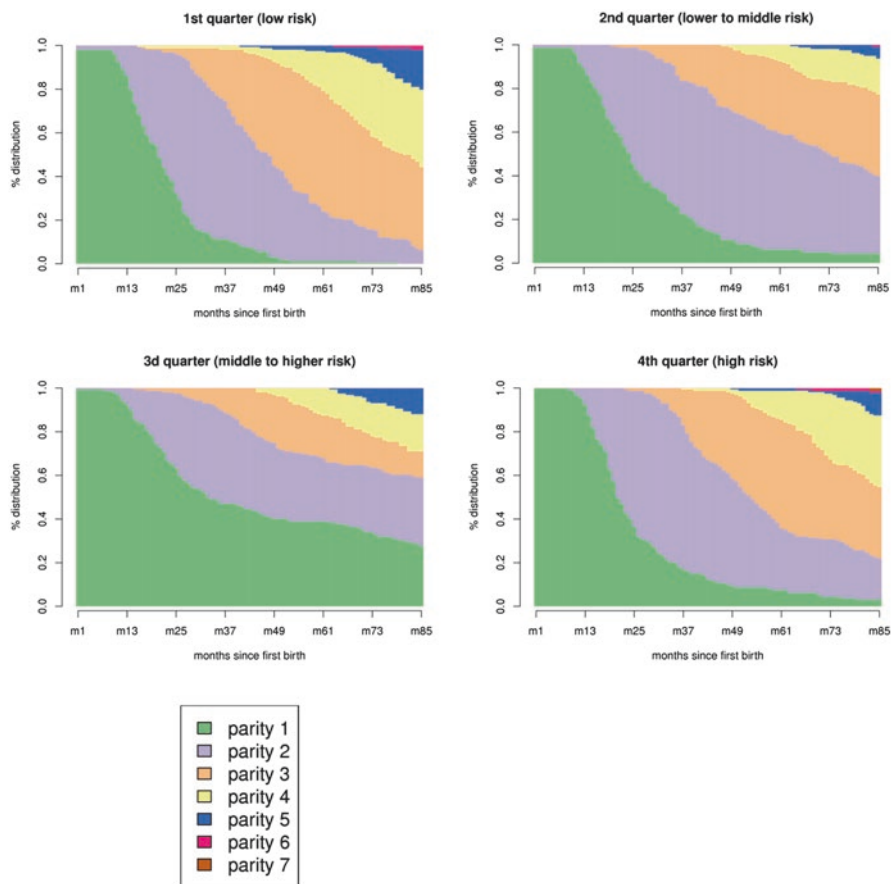 1st quarter (low risk)
% distribution
1.0
0.8
0.6
0.4
0.2
0.0
m1 m13 m25 m37 m49 m61 m73 m85
months since first birth
2nd quarter (lower to middle risk)
% distribution
1.0
0.8
0.6
0.4
0.2
0.0
m1 m13 m25 m37 m49 m61 m73 m85
months since first birth
3d quarter (middle to higher risk)
% distribution
1.0
0.8
0.6
0.4
0.2
0.0
m1 m13 m25 m37 m49 m61 m73 m85
months since first birth
4th quarter (high risk)
% distribution
1.0
0.8
0.6
0.4
0.2
0.0
m1 m13 m25 m37 m49 m61 m73 m85
months since first birth
parity 1
parity 2
parity 3
parity 4
parity 5
parity 6
parity 7